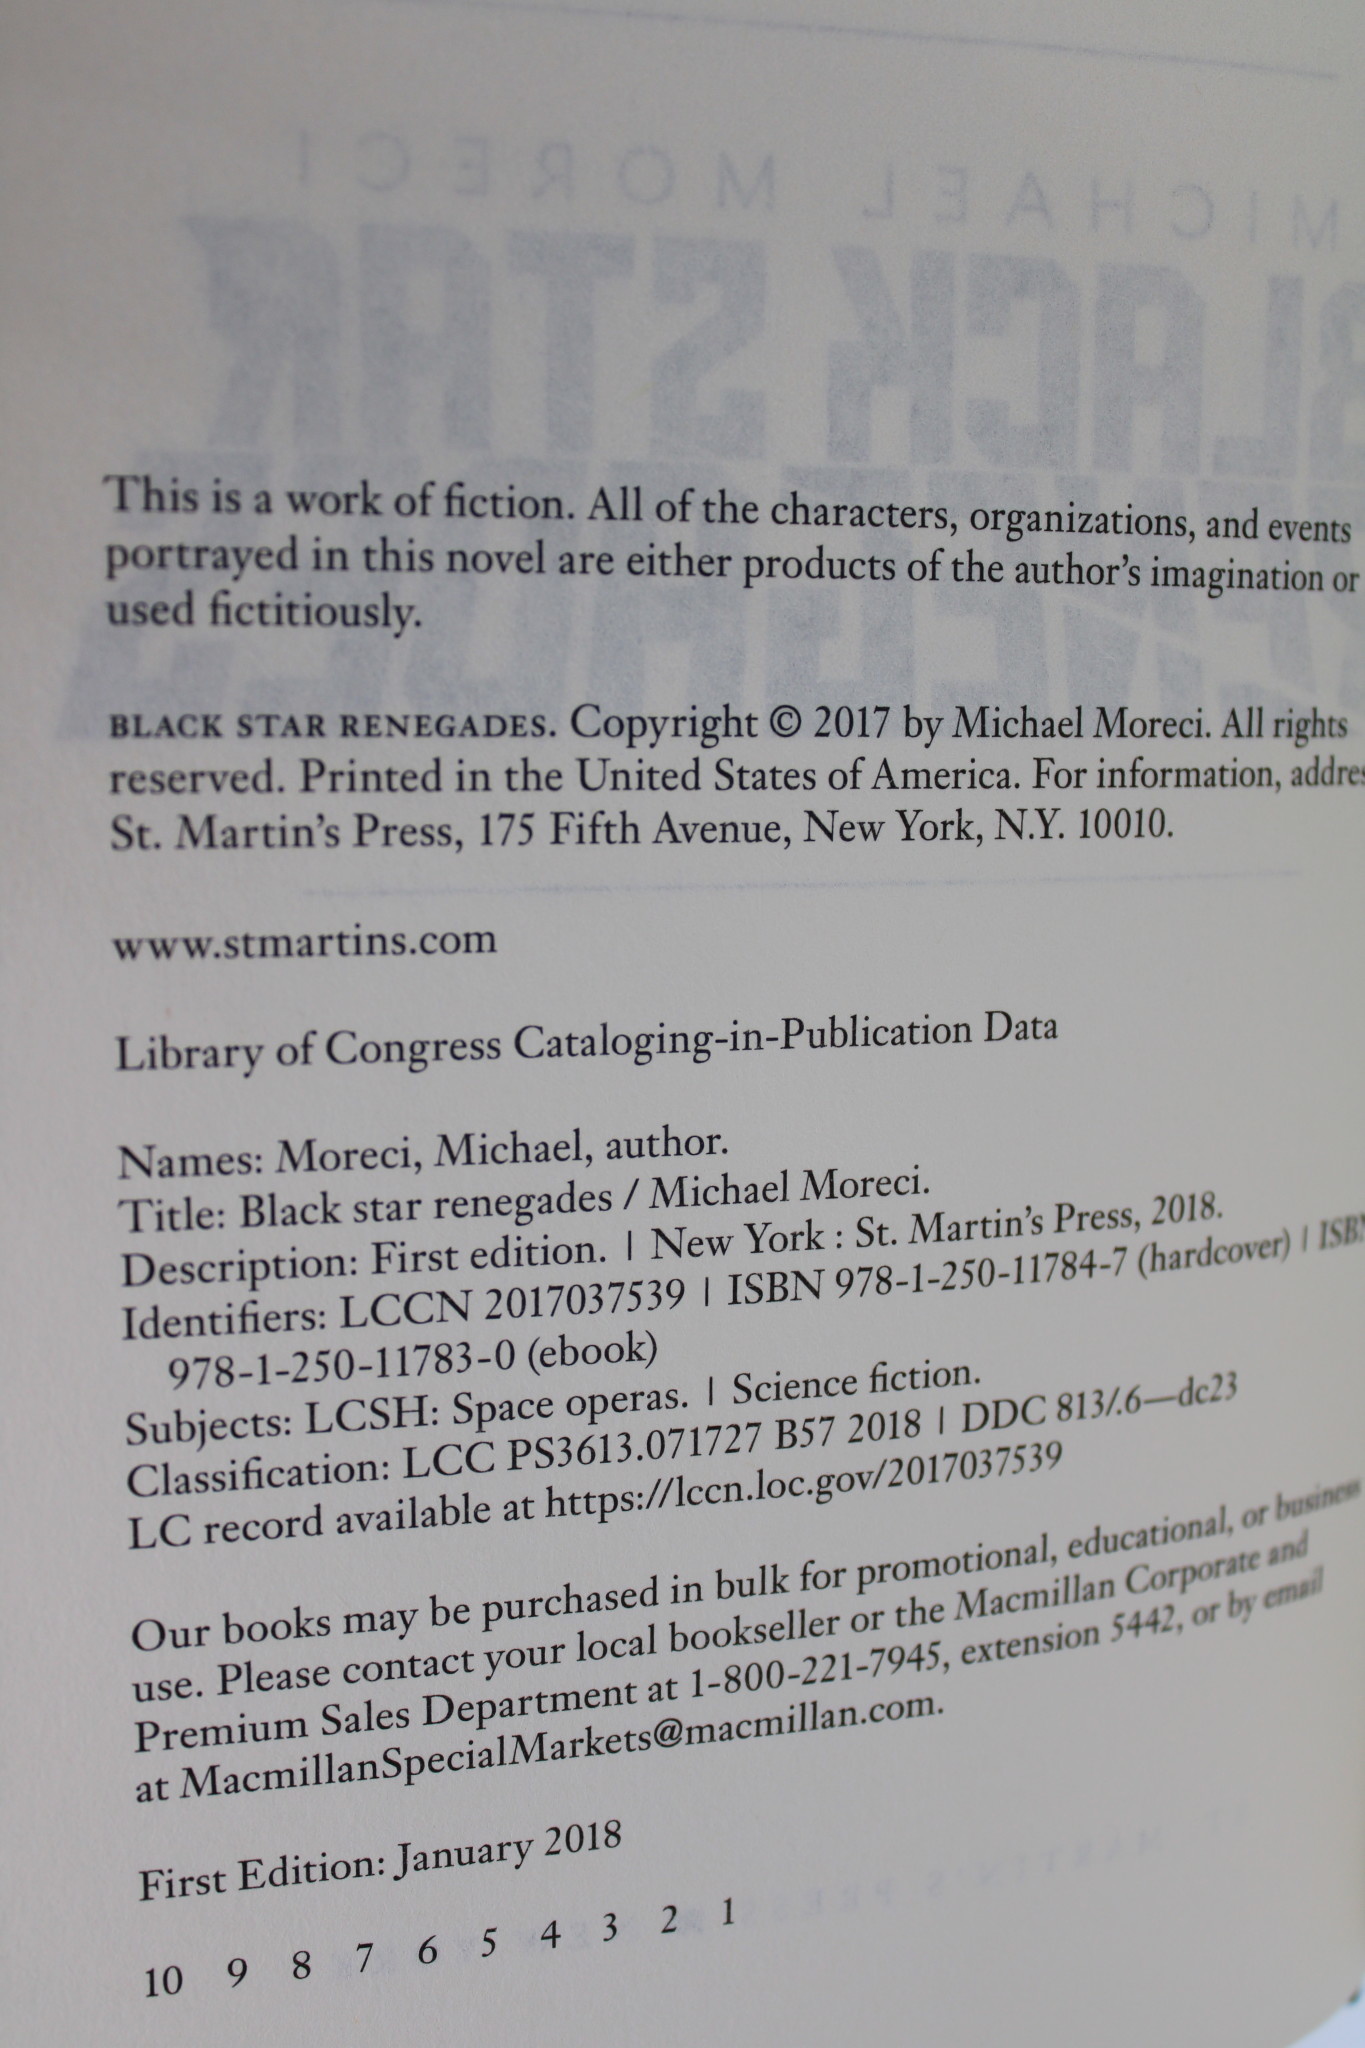 This is a work of fiction. All of the characters, organizations, and events
portrayed in this novel are either products of the author's imagination or
used fictitiously.
BLACK STAR RENEGADES. Copyright © 2017 by Michael Moreci. All rights
reserved. Printed in the United States of America. For information, addres
St. Martin's Press, 175 Fifth Avenue, New York, N.Y. 10010.
www.stmartins.com
Library of Congress Cataloging-in-Publication Data
Names: Moreci, Michael, author.
Title: Black star renegades / Michael Moreci.
Description: First edition. | New York : St. Martin's Press, 2018.
Identifiers: LCCN 2017037539 | ISBN 978-1-250-11784-7 (hardcover) | ISBN
978-1-250-11783-0 (ebook)
Subjects: LCSH: Space operas. | Science fiction.
Classification: LCC PS3613.O71727 B57 2018 | DDC 813/.6—dc23
LC record available at https://lccn.loc.gov/2017037539
Our books may be purchased in bulk for promotional, educational, or business
use. Please contact your local bookseller or the Macmillan Corporate and
Premium Sales Department at 1-800-221-7945, extension 5442, or by email
at MacmillanSpecialMarkets@macmillan.com.
First Edition: January 2018
10 9 8 7 6 5 4 3 2 1